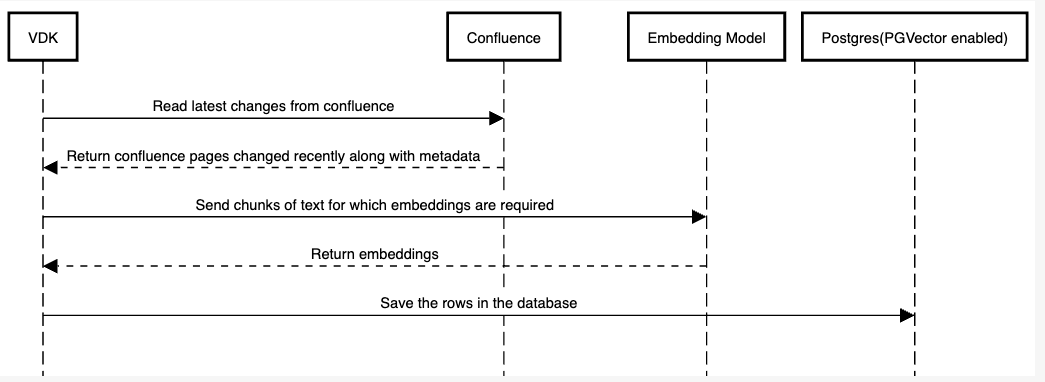 VDK
Confluence
Embedding Model
Postgres(PGVector enabled)
Read latest changes from confluence
Return confluence pages changed recently along with metadata
Send chunks of text for which embeddings are required
Return embeddings
Save the rows in the database